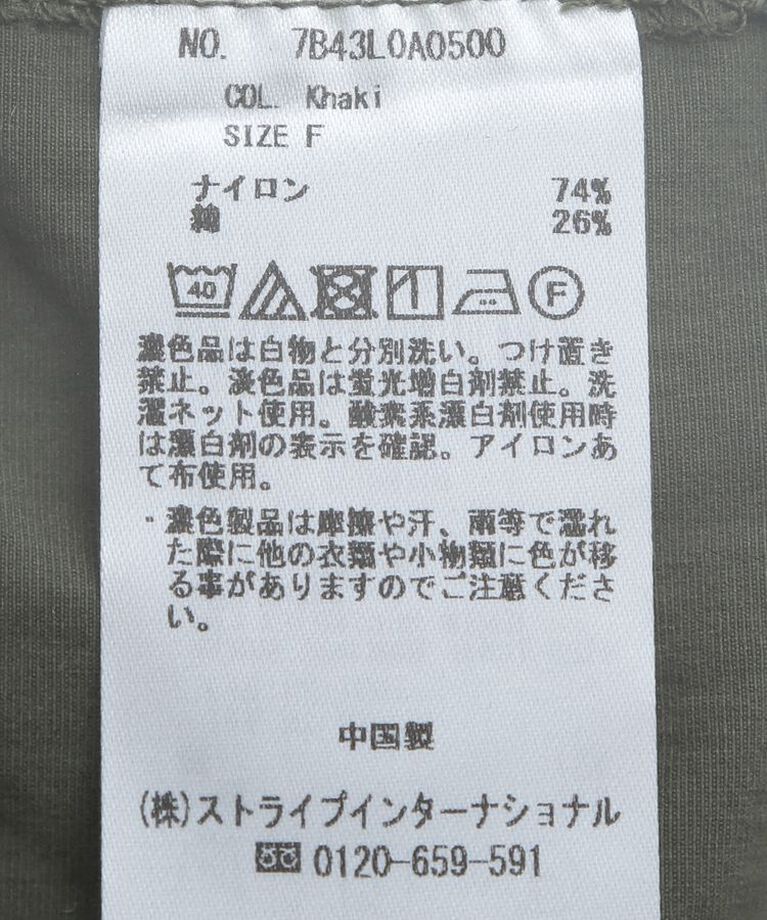 NO. 7B43L0A0500
COL. Khaki
SIZE F
ナイロン 74%
綿 26%
40 F
濃色品は白物と分別洗い。つけ置き
禁止。淡色品は蛍光増白剤禁止。洗
濯ネット使用。酸素系漂白剤使用時
は漂白剤の表示を確認。アイロンあ
て布使用。
・濃色製品は摩擦や汗、雨等で濡れ
た際に他の衣類や小物類に色が移
る事がありますのでご注意くださ
い。
中国製
(株)ストライプインターナショナル
0120-659-591